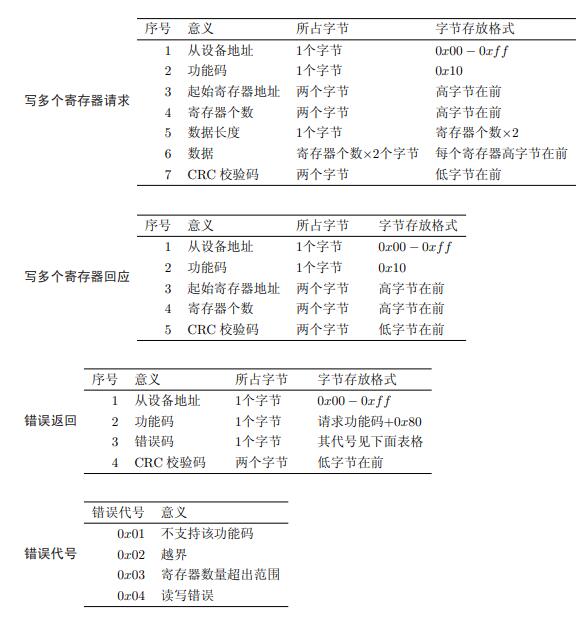 序号 意义 所占字节 字节存放格式
1 从设备地址 1个字节 0x00 − 0xff
2 功能码 1个字节 0x10
写多个寄存器请求 3 起始寄存器地址 两个字节 高字节在前
4 寄存器个数 两个字节 高字节在前
5 数据长度 1个字节 寄存器个数×2
6 数据 寄存器个数×2个字节 每个寄存器高字节在前
7 CRC 校验码 两个字节 低字节在前
序号 意义 所占字节 字节存放格式
1 从设备地址 1个字节 0x00 − 0xff
2 功能码 1个字节 0x10
写多个寄存器回应 3 起始寄存器地址 两个字节 高字节在前
4 寄存器个数 两个字节 高字节在前
5 CRC 校验码 两个字节 低字节在前
序号 意义 所占字节 字节存放格式
1 从设备地址 1个字节 0x00 − 0xff
错误返回 2 功能码 1个字节 请求功能码+0x80
3 错误码 1个字节 其代号见下面表格
4 CRC 校验码 两个字节 低字节在前
错误代号 意义
0x01 不支持该功能码
错误代号 0x02 越界
0x03 寄存器数量超出范围
0x04 读写错误